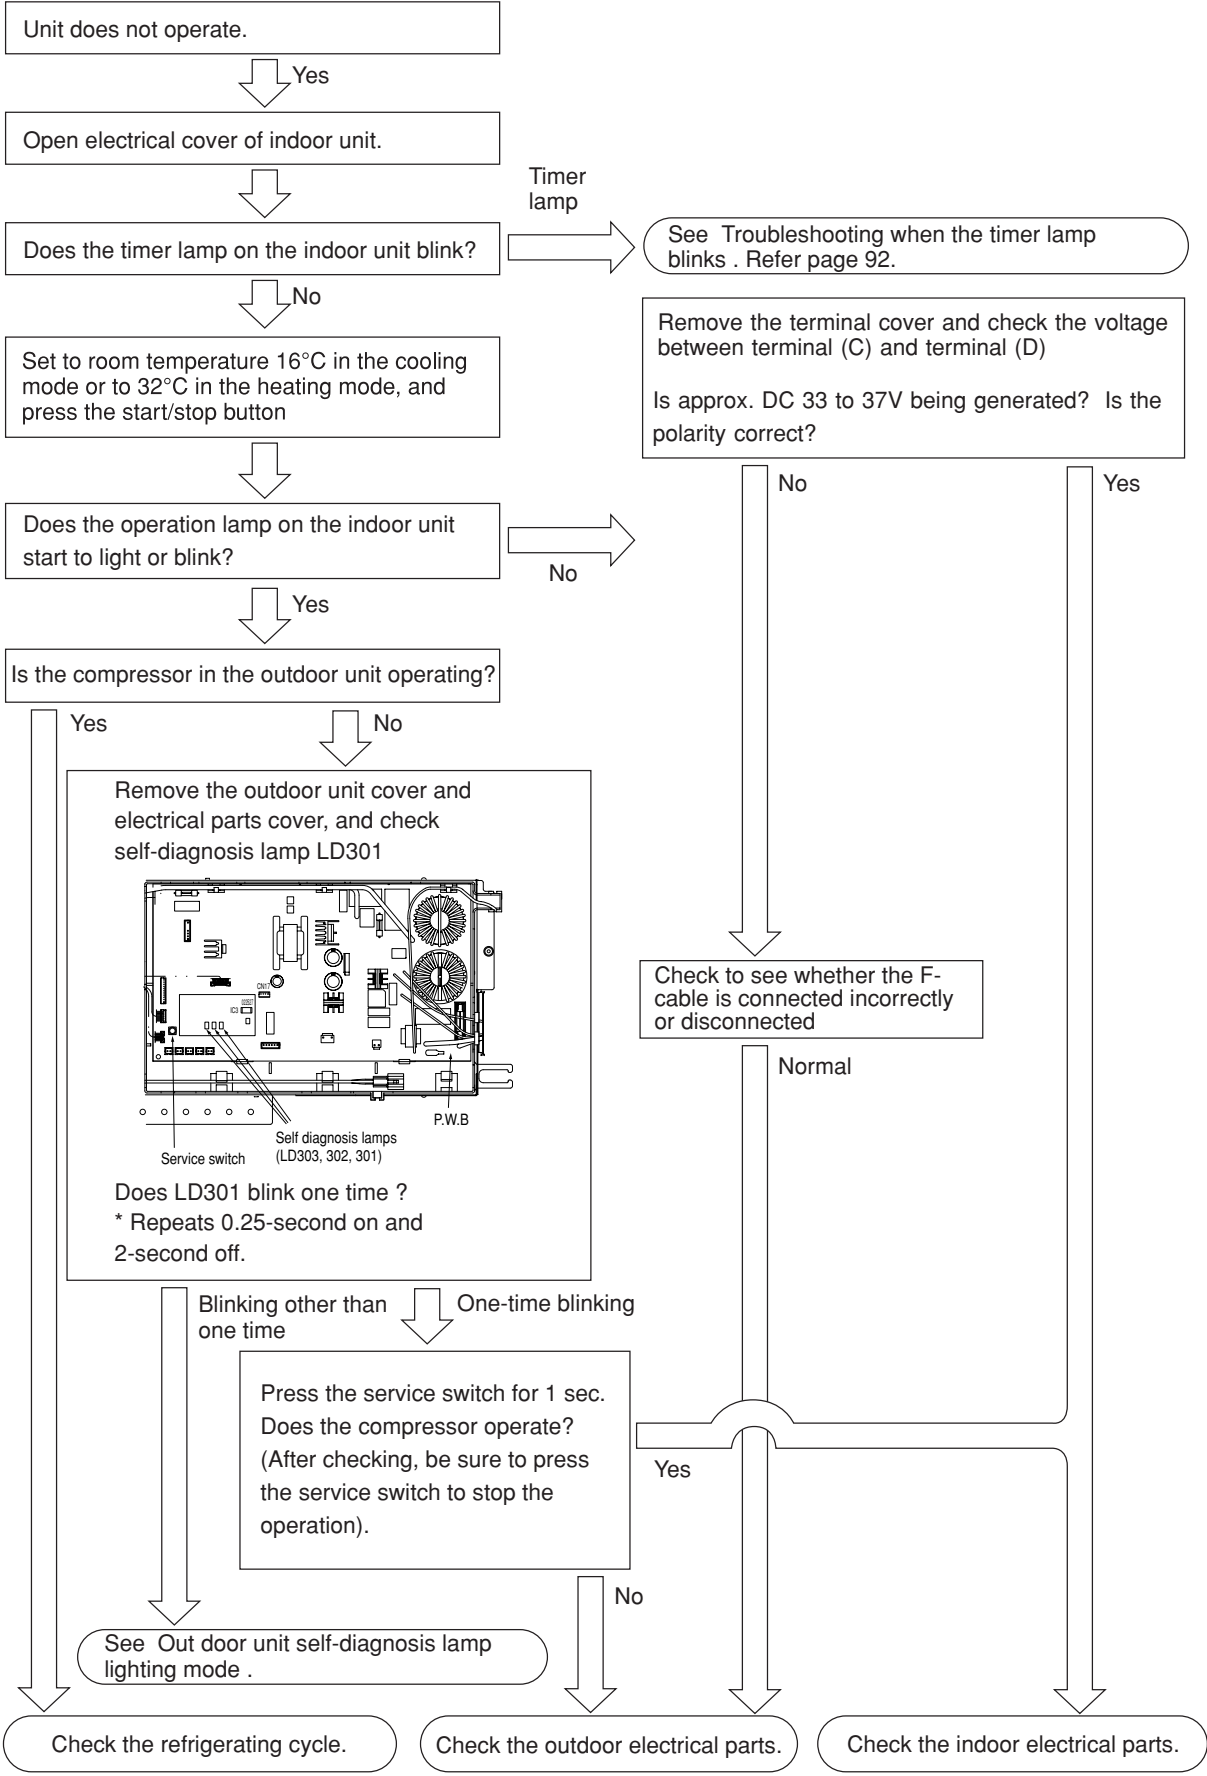 Unit does not operate.
Yes
Open electrical cover of indoor unit.
Timer
lamp
Does the timer lamp on the indoor unit blink?
See Troubleshooting when the timer lamp
blinks . Refer page 92.
No
Set to room temperature 16°C in the cooling
mode or to 32°C in the heating mode, and
press the start/stop button
Remove the terminal cover and check the voltage
between terminal (C) and terminal (D)
Is approx. DC 33 to 37V being generated? Is the
polarity correct?
No
Yes
Does the operation lamp on the indoor unit
start to light or blink?
No
Yes
Is the compressor in the outdoor unit operating?
Yes
No
Remove the outdoor unit cover and
electrical parts cover, and check
self-diagnosis lamp LD301
CN17
IC3
P.W.B
Self diagnosis lamps
(LD303, 302, 301)
Service switch
Does LD301 blink one time ?
* Repeats 0.25-second on and
2-second off.
Check to see whether the F-
cable is connected incorrectly
or disconnected
Normal
Blinking other than
one time
One-time blinking
Press the service switch for 1 sec.
Does the compressor operate?
(After checking, be sure to press
the service switch to stop the
operation).
Yes
No
See Out door unit self-diagnosis lamp
lighting mode .
Check the refrigerating cycle.
Check the outdoor electrical parts.
Check the indoor electrical parts.